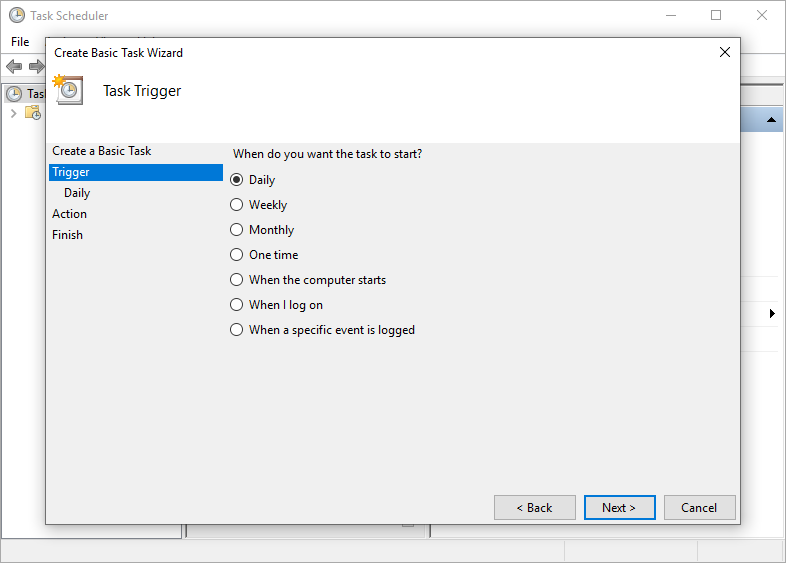 Task Scheduler
File
Create Basic Task Wizard
Task Trigger
Create a Basic Task
Trigger
Daily
Action
Finish
When do you want the task to start?
Daily
Weekly
Monthly
One time
When the computer starts
When I log on
When a specific event is logged
< Back
Next >
Cancel